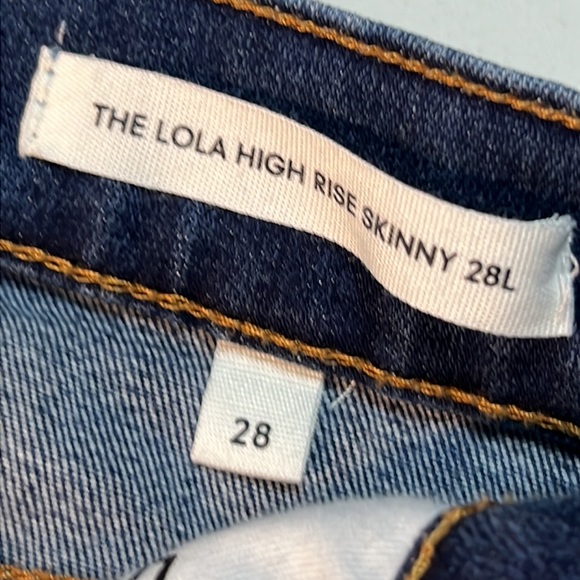 THE LOLA HIGH RISE SKINNY 28L
28